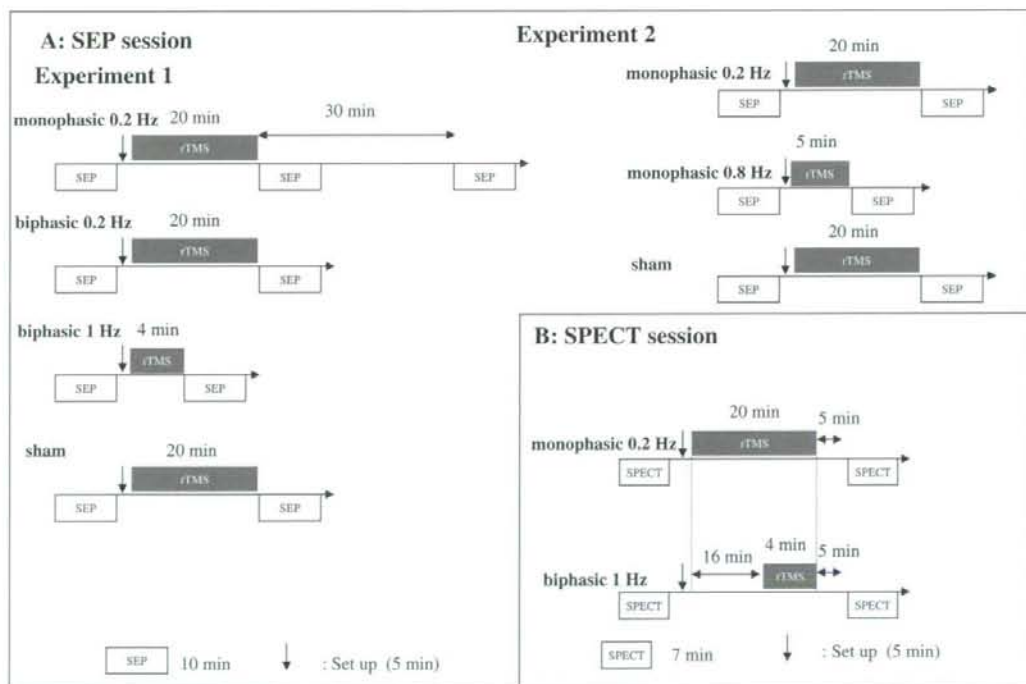 A: SEP session
Experiment 1
monophasic 0.2 Hz
20 min
30 min
rTMS
SEP
SEP
SEP
biphasic 0.2 Hz
20 min
rTMS
SEP
SEP
biphasic 1 Hz
4 min
rTMS
SEP
SEP
sham
20 min
rTMS
SEP
SEP
SEP 10 min : Set up (5 min)
Experiment 2
20 min
monophasic 0.2 Hz
rTMS
SEP
SEP
5 min
monophasic 0.8 Hz
rTMS
SEP
SEP
20 min
sham
rTMS
SEP
SEP
B: SPECT session
20 min
5 min
monophasic 0.2 Hz
rTMS
SPECT
SPECT
4 min
16 min
5 min
biphasic 1 Hz
rTMS
SPECT
SPECT
SPECT 7 min : Set up (5 min)